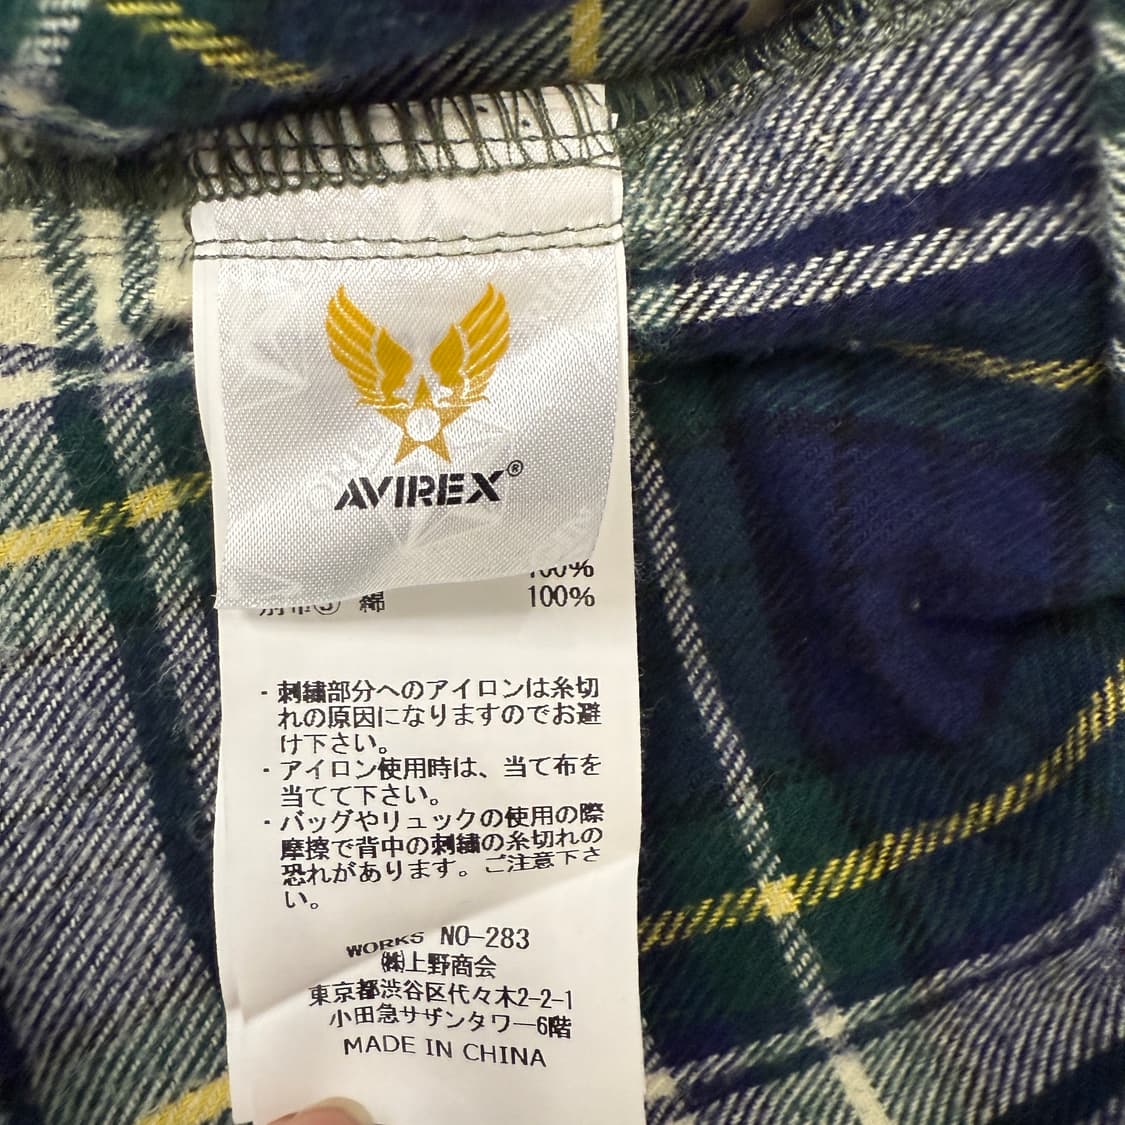 AVIREX®
100%
別布③ 綿 100%
・刺繍部分へのアイロンは糸切
れの原因になりますのでお避
け下さい。
・アイロン使用時は、当て布を
当てて下さい。
・バッグやリュックの使用の際
摩擦で背中の刺繍の糸切れの
恐れがあります。ご注意下さ
い。
WORKS NO-283
㈱上野商会
東京都渋谷区代々木2-2-1
小田急サザンタワー6階
MADE IN CHINA